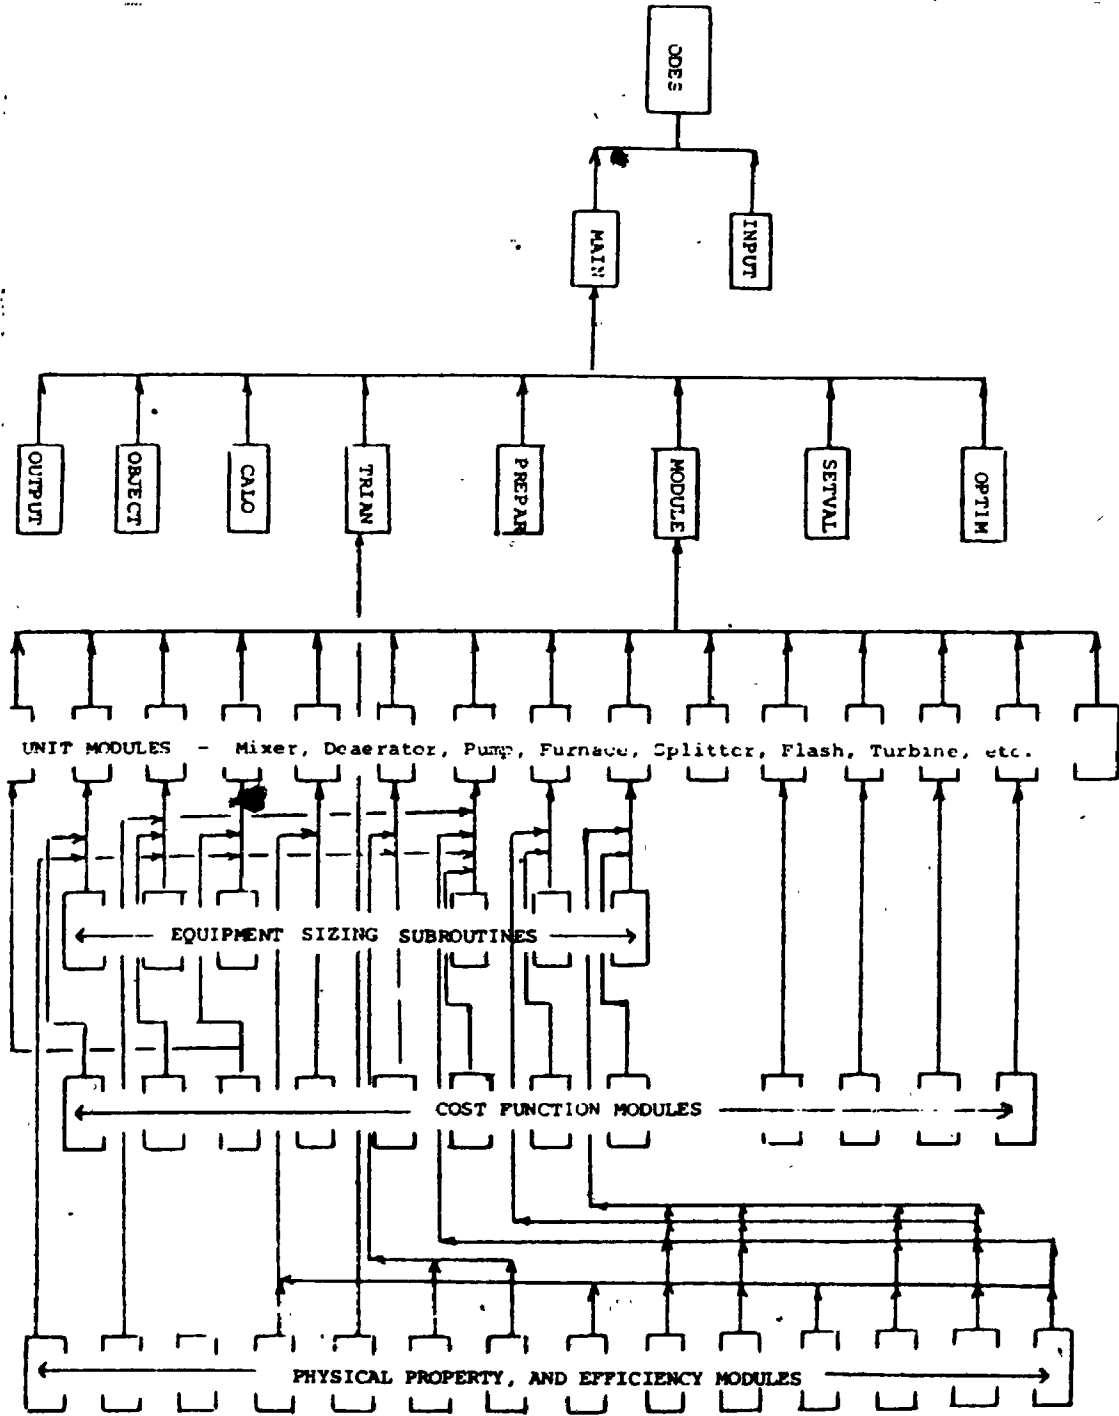 ODES
MAIN
INPUT
OUTPUT
OBJECT
CALO
TRIAN
PREPAR
MODULE
SETVAL
OPTIM
UNIT MODULES - Mixer, Deaerator, Pump, Furnace, Splitter, Flash, Turbine, etc.
EQUIPMENT SIZING SUBROUTINES
COST FUNCTION MODULES
PHYSICAL PROPERTY, AND EFFICIENCY MODULES